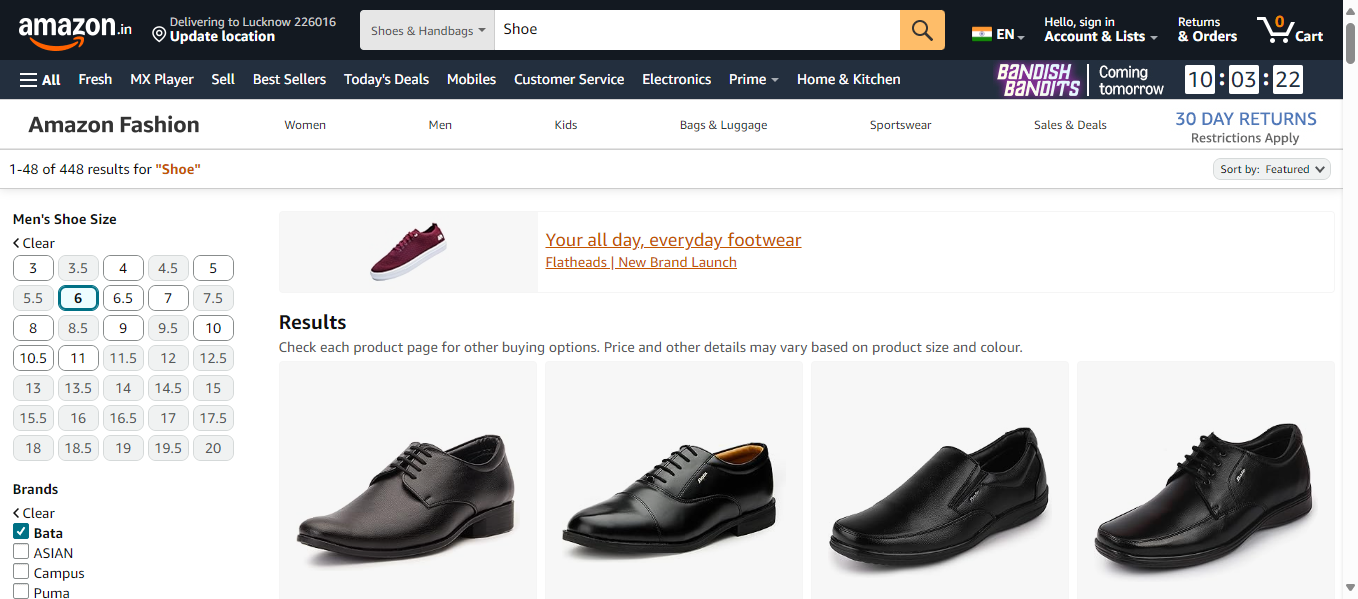 amazon.in
Delivering to Lucknow 226016
Update location
Shoes & Handbags
Shoe
EN
Hello, sign in
Account & Lists
Returns
& Orders
0
Cart
All
Fresh
MX Player
Sell
Best Sellers
Today's Deals
Mobiles
Customer Service
Electronics
Prime
Home & Kitchen
BANDISH
BANDITS
Coming
tomorrow
10 : 03 : 22
Amazon Fashion
Women
Men
Kids
Bags & Luggage
Sportswear
Sales & Deals
30 DAY RETURNS
Restrictions Apply
1-48 of 448 results for "Shoe"
Sort by: Featured
Men's Shoe Size
Clear
3 3.5 4 4.5 5
5.5 6 6.5 7 7.5
8 8.5 9 9.5 10
10.5 11 11.5 12 12.5
13 13.5 14 14.5 15
15.5 16 16.5 17 17.5
18 18.5 19 19.5 20
Brands
Clear
Bata
ASIAN
Campus
Puma
Your all day, everyday footwear
Flatheads | New Brand Launch
Results
Check each product page for other buying options. Price and other details may vary based on product size and colour.